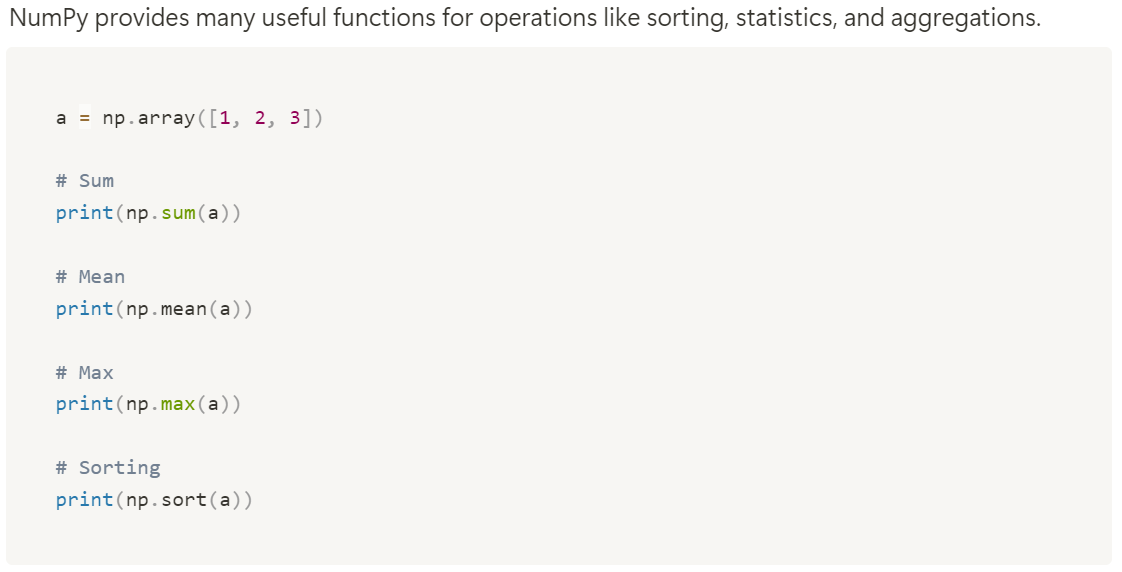 NumPy provides many useful functions for operations like sorting, statistics, and aggregations.
a = np.array([1, 2, 3])
# Sum
print(np.sum(a))
# Mean
print(np.mean(a))
# Max
print(np.max(a))
# Sorting
print(np.sort(a))